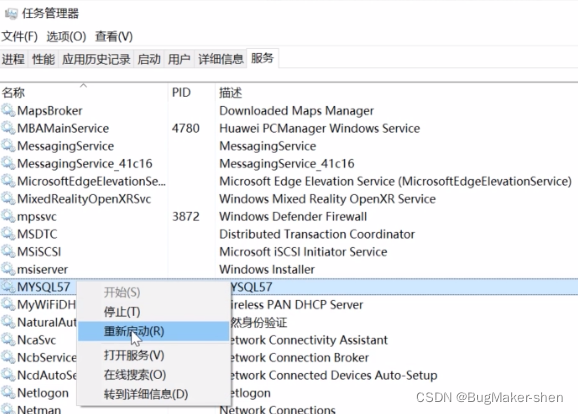 任务管理器
文件(F) 选项(O) 查看(V)
进程 性能 应用历史记录 启动 用户 详细信息 服务
名称 PID 描述
MapsBroker Downloaded Maps Manager
MBAMainService 4780 Huawei PCManager Windows Service
MessagingService MessagingService
MessagingService_41c16 MessagingService_41c16
MicrosoftEdgeElevationSe... Microsoft Edge Elevation Service (MicrosoftEdgeElevationService)
MixedRealityOpenXRSvc Windows Mixed Reality OpenXR Service
mpssvc 3872 Windows Defender Firewall
MSDTC Distributed Transaction Coordinator
MSiSCSI Microsoft iSCSI Initiator Service
msiserver Windows Installer
MYSQL57 YSQL57
MyWiFiDH ireless PAN DHCP Server
NaturalAut 然身份验证
NcaSvc etwork Connectivity Assistant
NcbService etwork Connection Broker
NcdAutoSe etwork Connected Devices Auto-Setup
Netlogon etlogon
Netman etwork Connections
开始(S)
停止(T)
重新启动(R)
打开服务(V)
在线搜索(O)
转到详细信息(D)
CSDN @BugMaker-shen